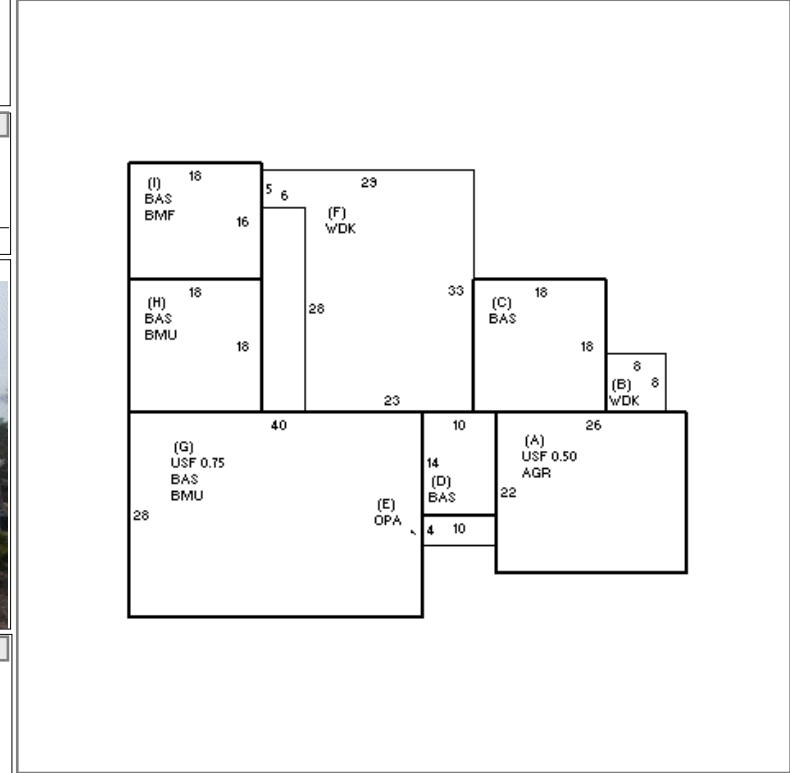 18
(I)
BAS
BMF
16
5
6
29
(F)
WDK
28
33
18
(H)
BAS
BMU
18
18
(C)
BAS
18
8
8
(B)
WDK
23
40
(G)
USF 0.75
BAS
BMU
28
(E)
OPA
10
14
(D)
BAS
4
10
26
(A)
USF 0.50
AGR
22